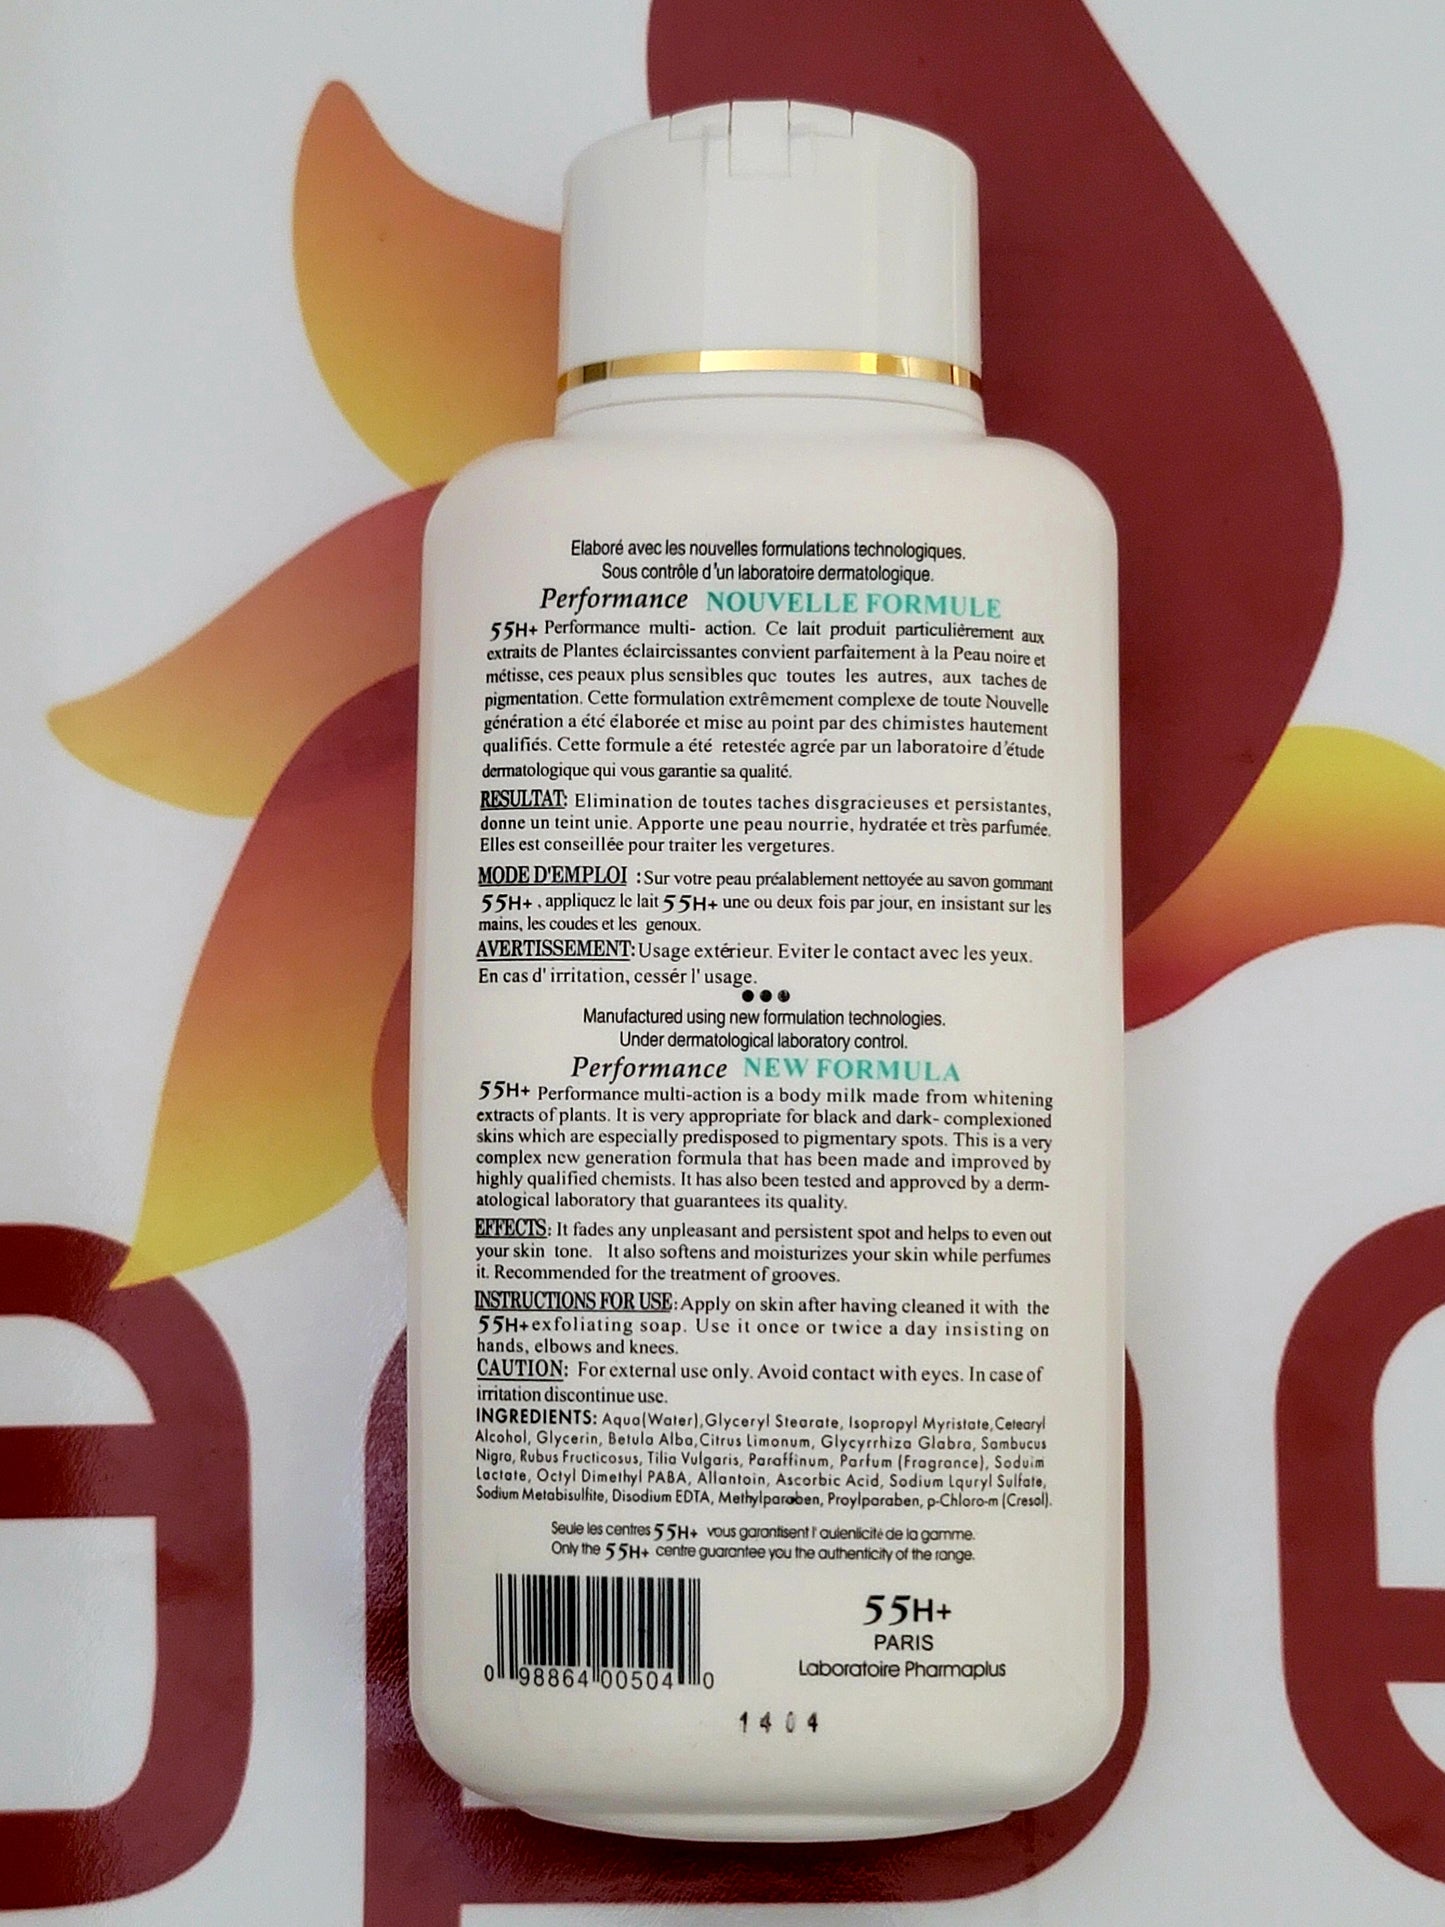 Elaboré avec les nouvelles formulations technologiques.
Sous contrôle d'un laboratoire dermatologique.
Performance NOUVELLE FORMULE
55H+ Performance multi- action. Ce lait produit particulièrement aux
extraits de Plantes éclaircissantes convient parfaitement à la Peau noire et
métisse, ces peaux plus sensibles que toutes les autres, aux taches de
pigmentation. Cette formulation extrêmement complexe de toute Nouvelle
génération a été élaborée et mise au point par des chimistes hautement
qualifiés. Cette formule a été retestée agrée par un laboratoire d'étude
dermatologique qui vous garantie sa qualité.
RESULTAT: Elimination de toutes taches disgracieuses et persistantes,
donne un teint unie. Apporte une peau nourrie, hydratée et très parfumée.
Elles est conseillée pour traiter les vergetures.
MODE D'EMPLOI : Sur votre peau préalablement nettoyée au savon gommant
55H+ , appliquez le lait 55H+ une ou deux fois par jour, en insistant sur les
mains, les coudes et les genoux.
AVERTISSEMENT: Usage extérieur. Eviter le contact avec les yeux.
En cas d' irritation, cessér l' usage.
Manufactured using new formulation technologies.
Under dermatological laboratory control.
Performance NEW FORMULA
55H+ Performance multi-action is a body milk made from whitening
extracts of plants. It is very appropriate for black and dark- complexioned
skins which are especially predisposed to pigmentary spots. This is a very
complex new generation formula that has been made and improved by
highly qualified chemists. It has also been tested and approved by a derm-
atological laboratory that guarantees its quality.
EFFECTS: It fades any unpleasant and persistent spot and helps to even out
your skin tone. It also softens and moisturizes your skin while perfumes
it. Recommended for the treatment of grooves.
INSTRUCTIONS FOR USE: Apply on skin after having cleaned it with the
55H+ exfoliating soap. Use it once or twice a day insisting on
hands, elbows and knees.
CAUTION: For external use only. Avoid contact with eyes. In case of
irritation discontinue use.
INGREDIENTS: Aqua(Water),Glyceryl Stearate, Isopropyl Myristate,Cetearyl
Alcohol, Glycerin, Betula Alba,Citrus Limonum, Glycyrrhiza Glabra, Sambucus
Nigra, Rubus Fructicosus, Tilia Vulgaris, Paraffinum, Parfum (Fragrance), Soduim
Lactate, Octyl Dimethyl PABA, Allantoin, Ascorbic Acid, Sodium Lquryl Sulfate,
Sodium Metabisulfite, Disodium EDTA, Methylparaben, Proylparaben, p-Chloro-m (Cresol).
Seule les centres 55H+ vous garantisent l' aulenlicité de la gamme.
Only the 55H+ centre guarantee you the authenticity of the range.
0 98864 00504 0
55H+
PARIS
Laboratoire Pharmaplus
1404